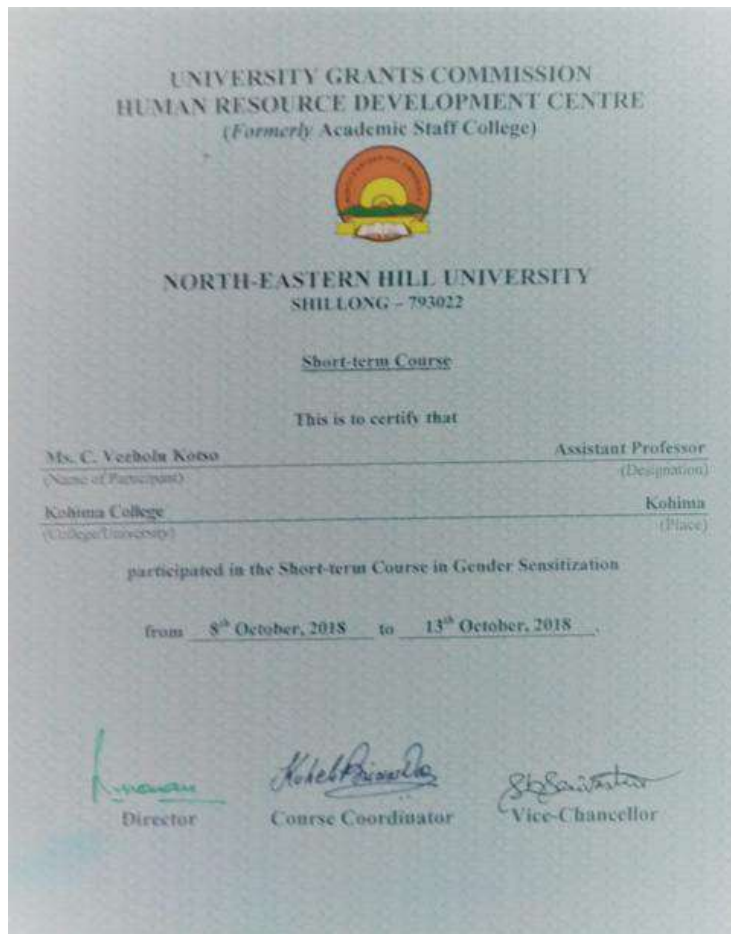 UNIVERSITY GRANTS COMMISSION
HUMAN RESOURCE DEVELOPMENT CENTRE
(Formerly Academic Staff College)
NORTH-EASTERN HILL UNIVERSITY
SHILLONG – 793022
Short-term Course
This is to certify that
Ms. C. Vezholu Kotso Assistant Professor
(Name of Participant) (Designation)
Kohima College Kohima
(College/University) (Place)
participated in the Short-term Course in Gender Sensitization
from 8th October, 2018 to 13th October, 2018 .
Director Course Coordinator Vice-Chancellor